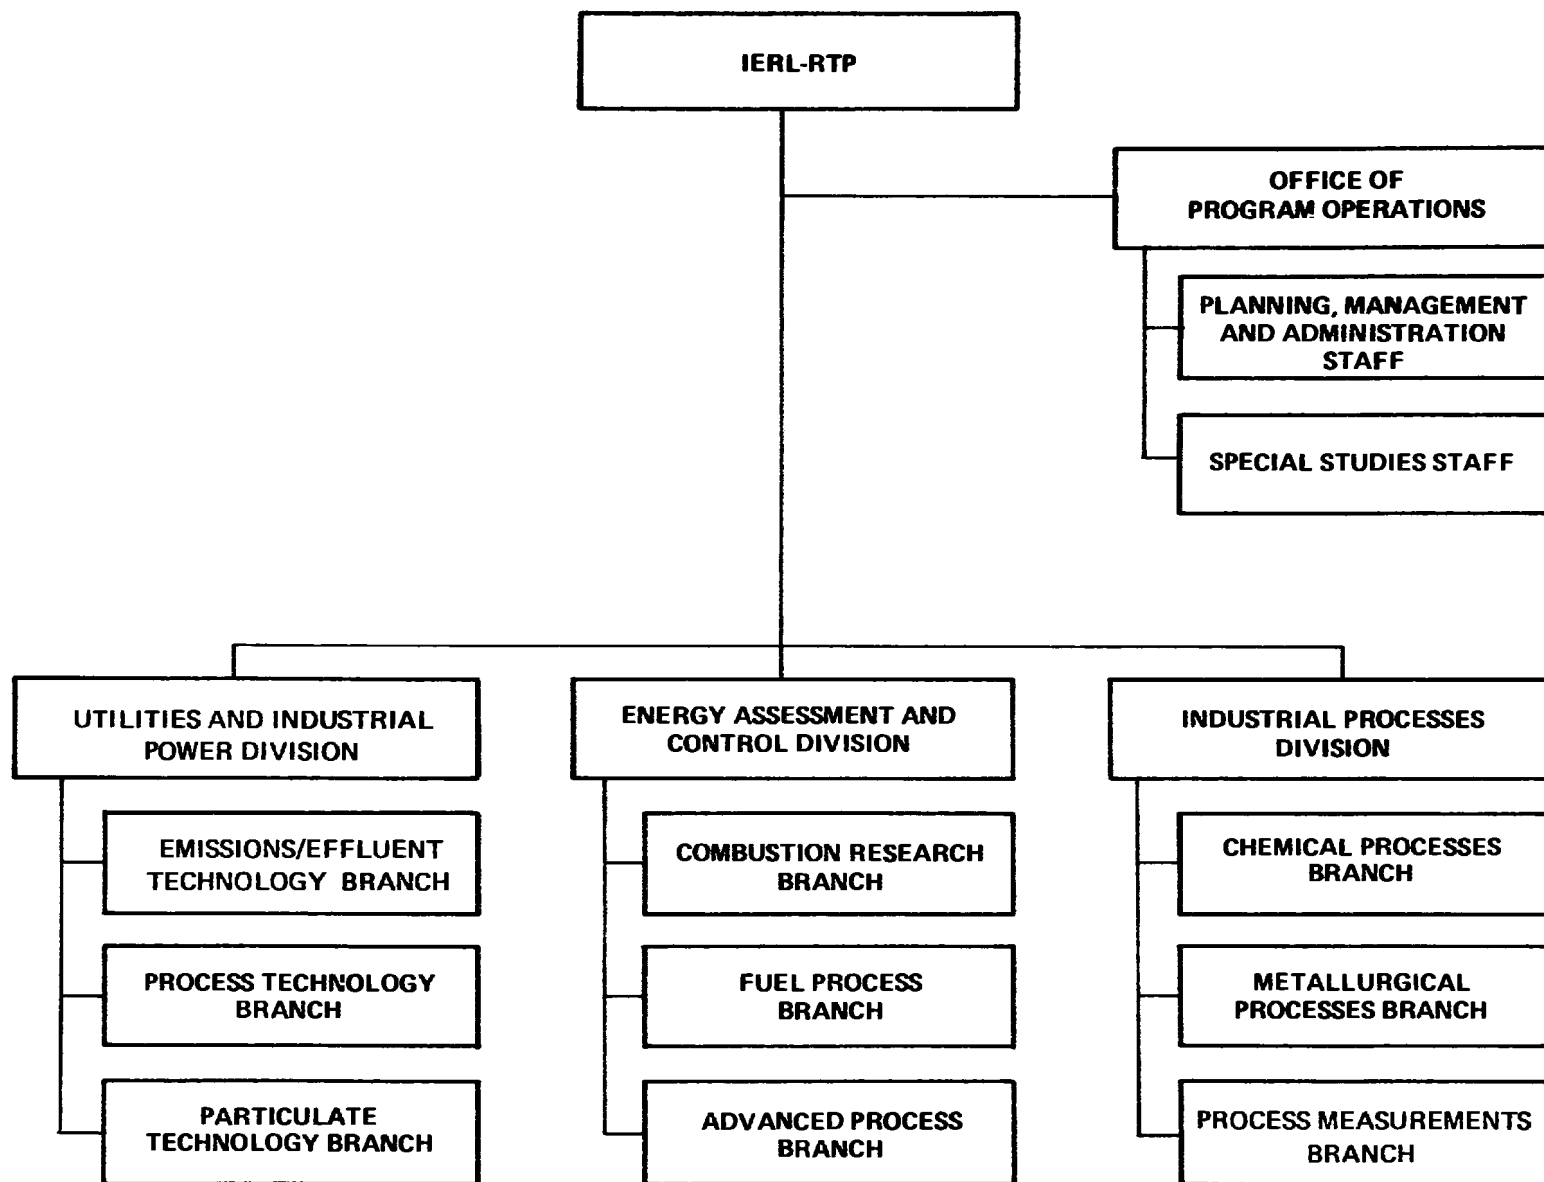 IERL-RTP
OFFICE OF
PROGRAM OPERATIONS
PLANNING, MANAGEMENT
AND ADMINISTRATION
STAFF
SPECIAL STUDIES STAFF
UTILITIES AND INDUSTRIAL
POWER DIVISION
EMISSIONS/EFFLUENT
TECHNOLOGY BRANCH
PROCESS TECHNOLOGY
BRANCH
PARTICULATE
TECHNOLOGY BRANCH
ENERGY ASSESSMENT AND
CONTROL DIVISION
COMBUSTION RESEARCH
BRANCH
FUEL PROCESS
BRANCH
ADVANCED PROCESS
BRANCH
INDUSTRIAL PROCESSES
DIVISION
CHEMICAL PROCESSES
BRANCH
METALLURGICAL
PROCESSES BRANCH
PROCESS MEASUREMENTS
BRANCH